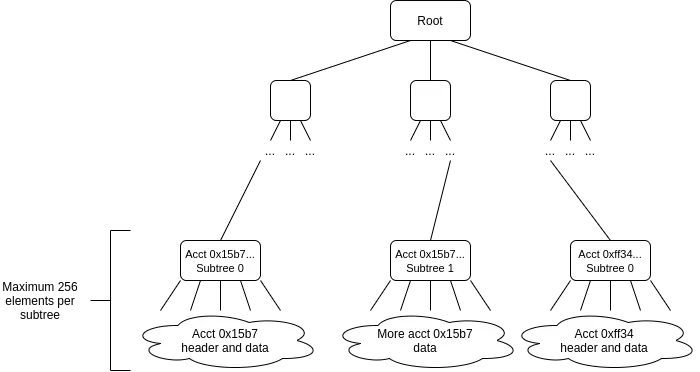 Root
... ... ...
... ... ...
... ... ...
Acct 0x15b7...
Subtree 0
Acct 0x15b7...
Subtree 1
Acct 0xff34...
Subtree 0
Maximum 256
elements per
subtree
Acct 0x15b7
header and data
More acct 0x15b7
data
Acct 0xff34
header and data